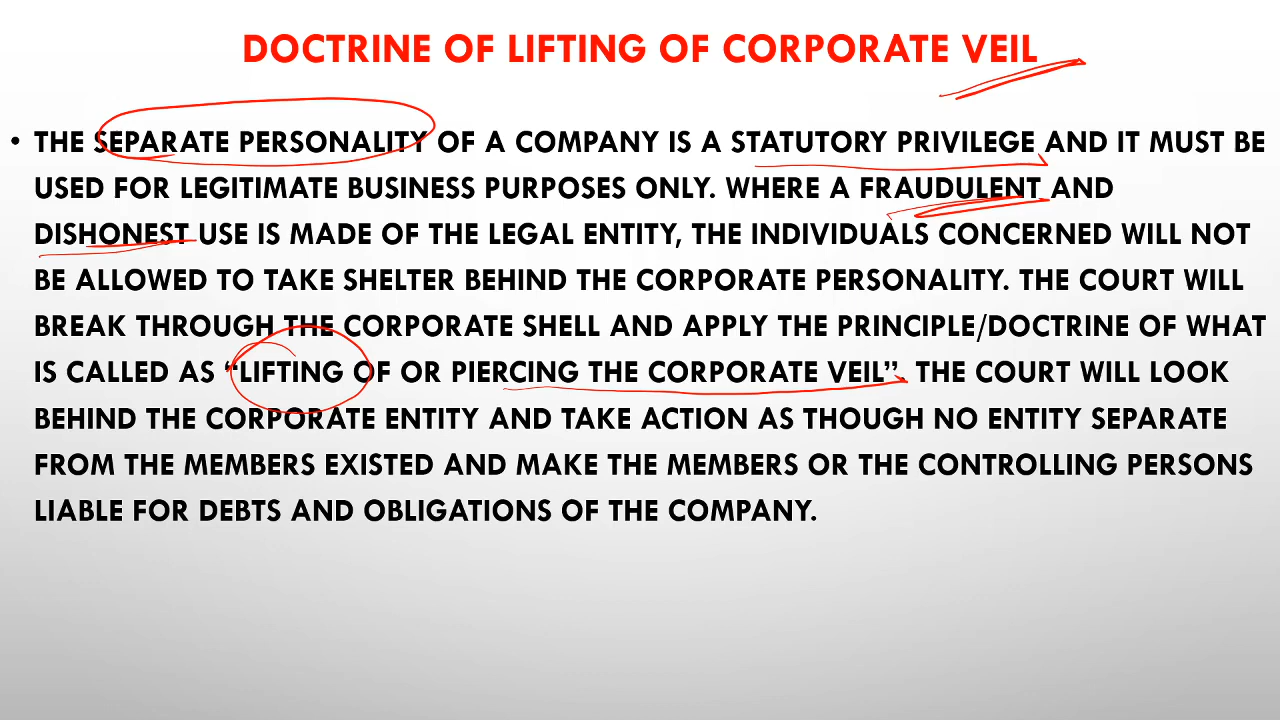 DOCTRINE OF LIFTING OF CORPORATE VEIL
• THE SEPARATE PERSONALITY OF A COMPANY IS A STATUTORY PRIVILEGE AND IT MUST BE
USED FOR LEGITIMATE BUSINESS PURPOSES ONLY. WHERE A FRAUDULENT AND
DISHONEST USE IS MADE OF THE LEGAL ENTITY, THE INDIVIDUALS CONCERNED WILL NOT
BE ALLOWED TO TAKE SHELTER BEHIND THE CORPORATE PERSONALITY. THE COURT WILL
BREAK THROUGH THE CORPORATE SHELL AND APPLY THE PRINCIPLE/DOCTRINE OF WHAT
IS CALLED AS “LIFTING OF OR PIERCING THE CORPORATE VEIL”. THE COURT WILL LOOK
BEHIND THE CORPORATE ENTITY AND TAKE ACTION AS THOUGH NO ENTITY SEPARATE
FROM THE MEMBERS EXISTED AND MAKE THE MEMBERS OR THE CONTROLLING PERSONS
LIABLE FOR DEBTS AND OBLIGATIONS OF THE COMPANY.